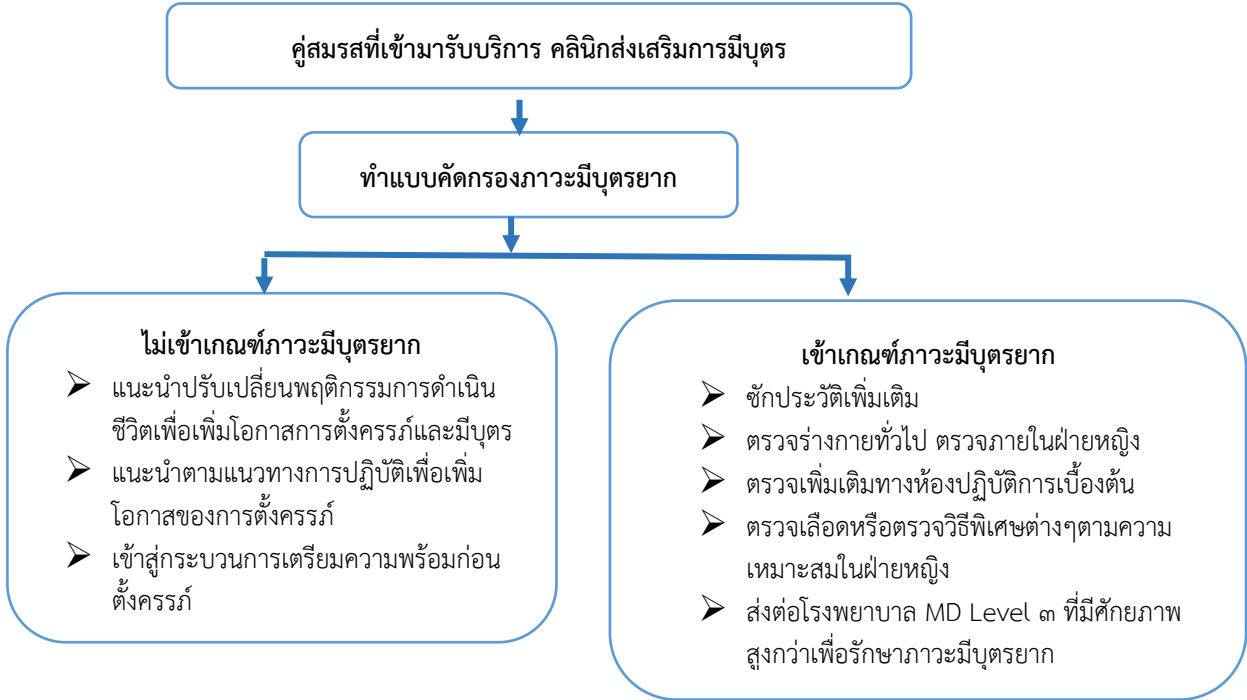 คู่สมรสที่เข้ามารับบริการ คลินิกส่งเสริมการมีบุตร
ทำแบบคัดกรองภาวะมีบุตรยาก
ไม่เข้าเกณฑ์ภาวะมีบุตรยาก
➢ แนะนำปรับเปลี่ยนพฤติกรรมการดำเนิน
ชีวิตเพื่อเพิ่มโอกาสการตั้งครรภ์และมีบุตร
➢ แนะนำตามแนวทางการปฏิบัติเพื่อเพิ่ม
โอกาสของการตั้งครรภ์
➢ เข้าสู่กระบวนการเตรียมความพร้อมก่อน
ตั้งครรภ์
เข้าเกณฑ์ภาวะมีบุตรยาก
➢ ซักประวัติเพิ่มเติม
➢ ตรวจร่างกายทั่วไป ตรวจภายในฝ่ายหญิง
➢ ตรวจเพิ่มเติมทางห้องปฏิบัติการเบื้องต้น
➢ ตรวจเลือดหรือตรวจวิธีพิเศษต่างๆตามความ
เหมาะสมในฝ่ายหญิง
➢ ส่งต่อโรงพยาบาล MD Level ๓ ที่มีศักยภาพ
สูงกว่าเพื่อรักษาภาวะมีบุตรยาก